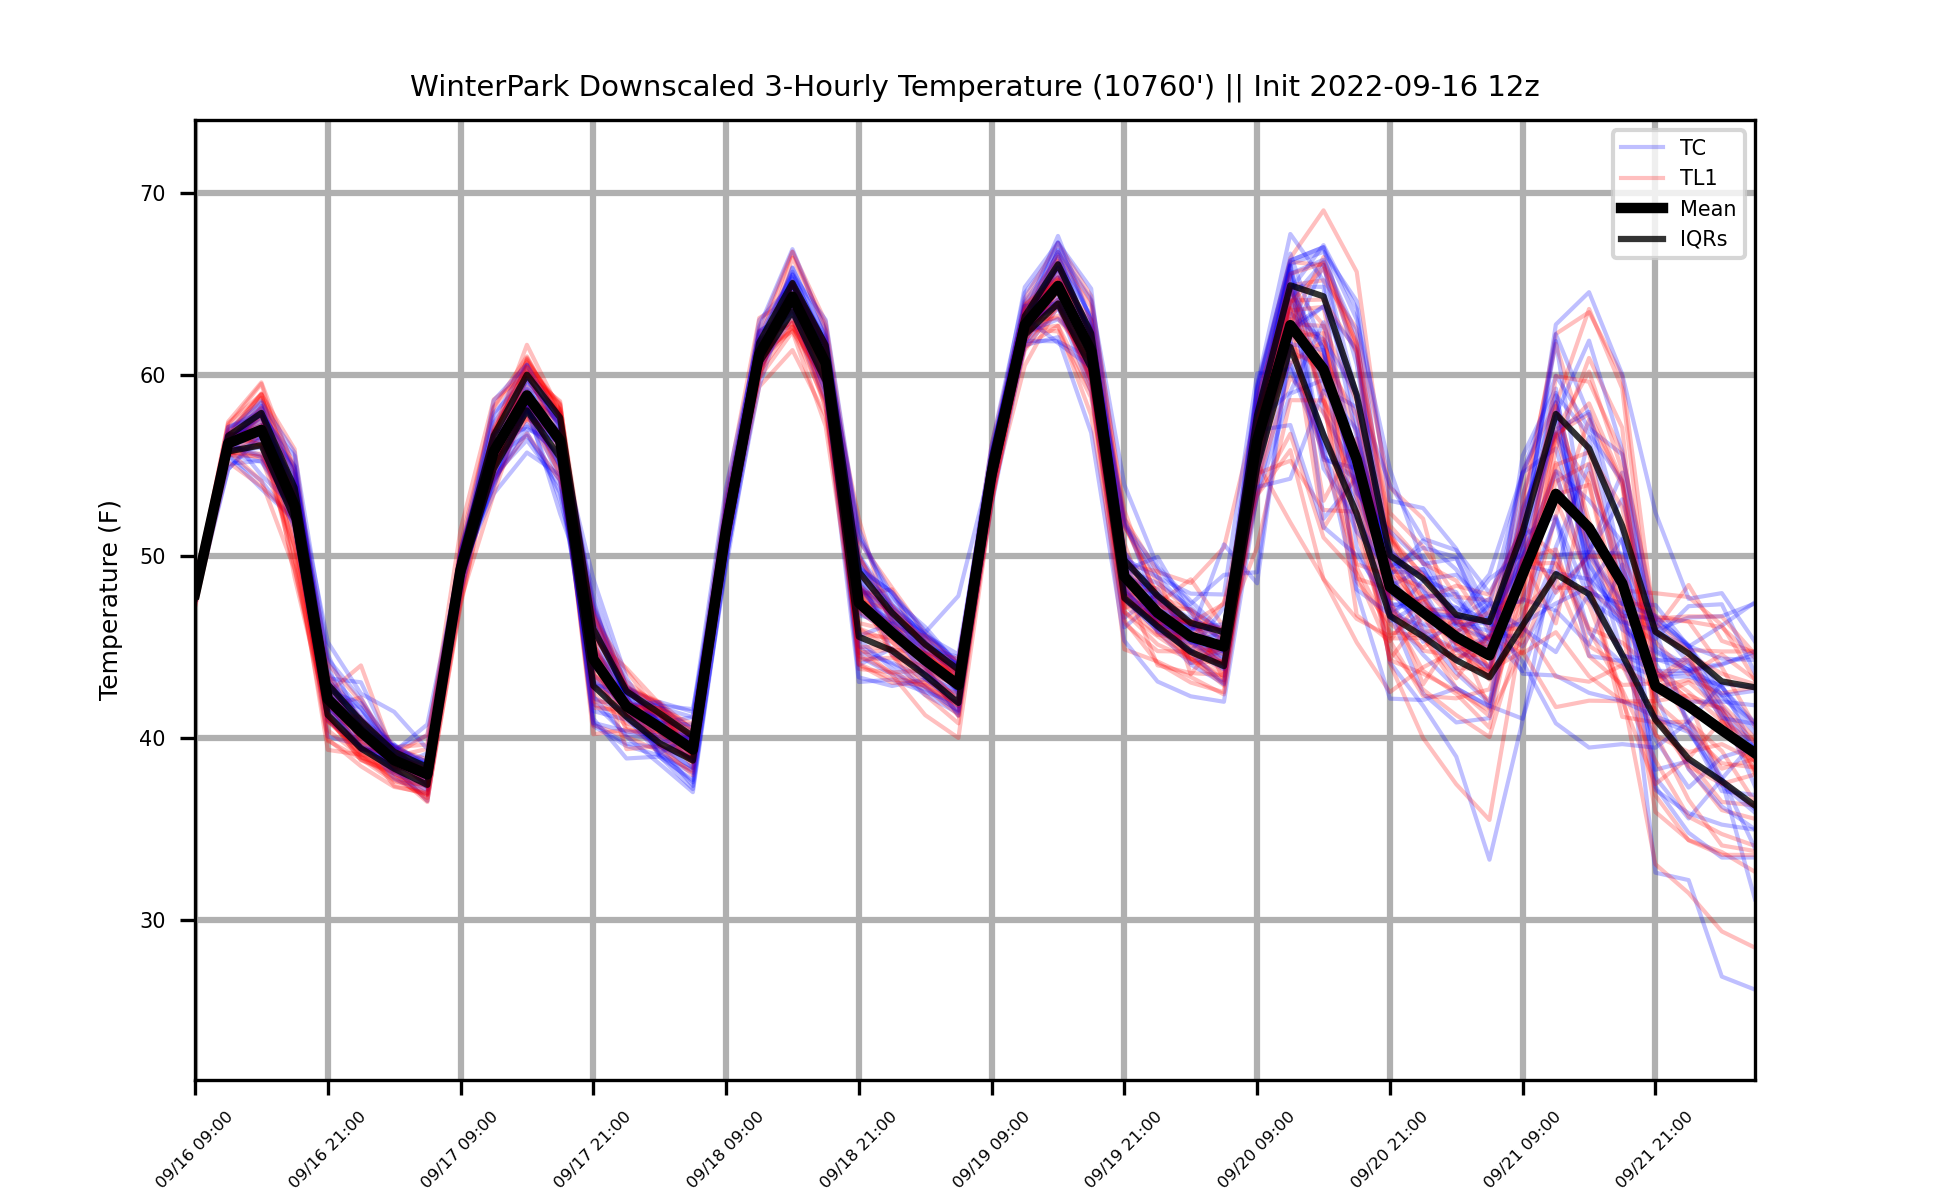 WinterPark Downscaled 3-Hourly Temperature (10760') || Init 2022-09-16 12z
TC
TL1
Mean
IQRs
Temperature (F)
70
60
50
40
30
09/16 09:00
09/16 21:00
09/17 09:00
09/17 21:00
09/18 09:00
09/18 21:00
09/19 09:00
09/19 21:00
09/20 09:00
09/20 21:00
09/21 09:00
09/21 21:00